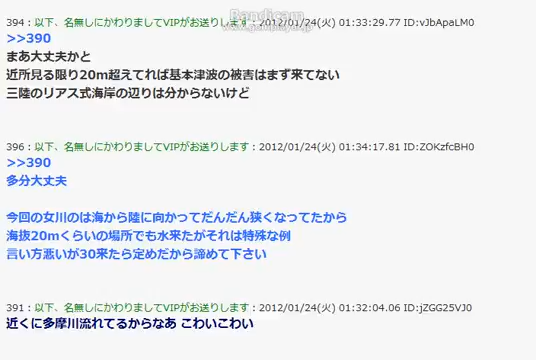 Bandicam
394：以下、名無しにかわりましてVIPがお送りします：2012/01/24(火) 01:33:29.77 ID:vJbApaLM0
>>390
まあ大丈夫かと
近所見る限り20m超えてれば基本津波の被害はまず来てない
三陸のリアス式海岸の辺りは分からないけど
396：以下、名無しにかわりましてVIPがお送りします：2012/01/24(火) 01:34:17.81 ID:ZOKzfcBH0
>>390
多分大丈夫
今回の女川のは海から陸に向かってだんだん狭くなってたから
海抜20mくらいの場所でも水来たがそれは特殊な例
言い方悪いが30来たら定めだから諦めて下さい
391：以下、名無しにかわりましてVIPがお送りします：2012/01/24(火) 01:32:04.06 ID:jZGG25VJ0
近くに多摩川流れてるからなあ こわいこわい